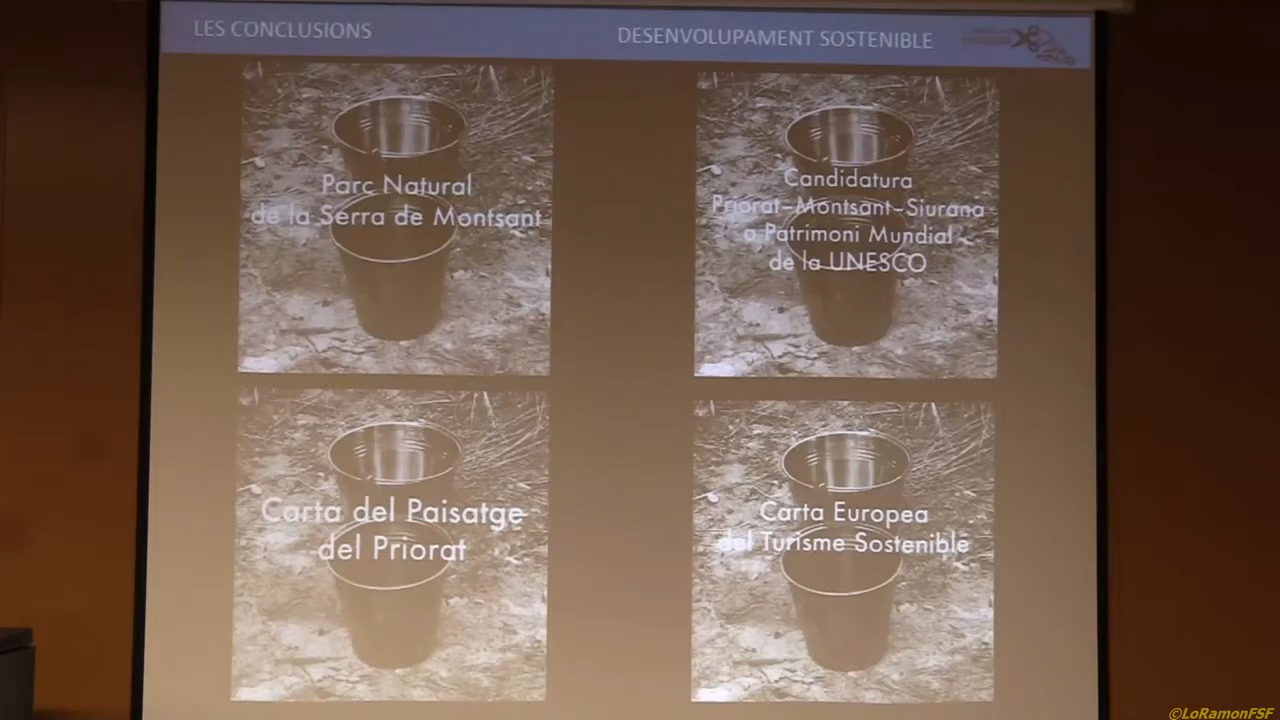 LES CONCLUSIONS
DESENVOLUPAMENT SOSTENIBLE
Parc Natural
de la Serra de Montsant
Candidatura
Priorat-Montsant-Siurana
a Patrimoni Mundial
de la UNESCO
Carta del Paisatge
del Priorat
Carta Europea
del Turisme Sostenible
©LoRamonFSF